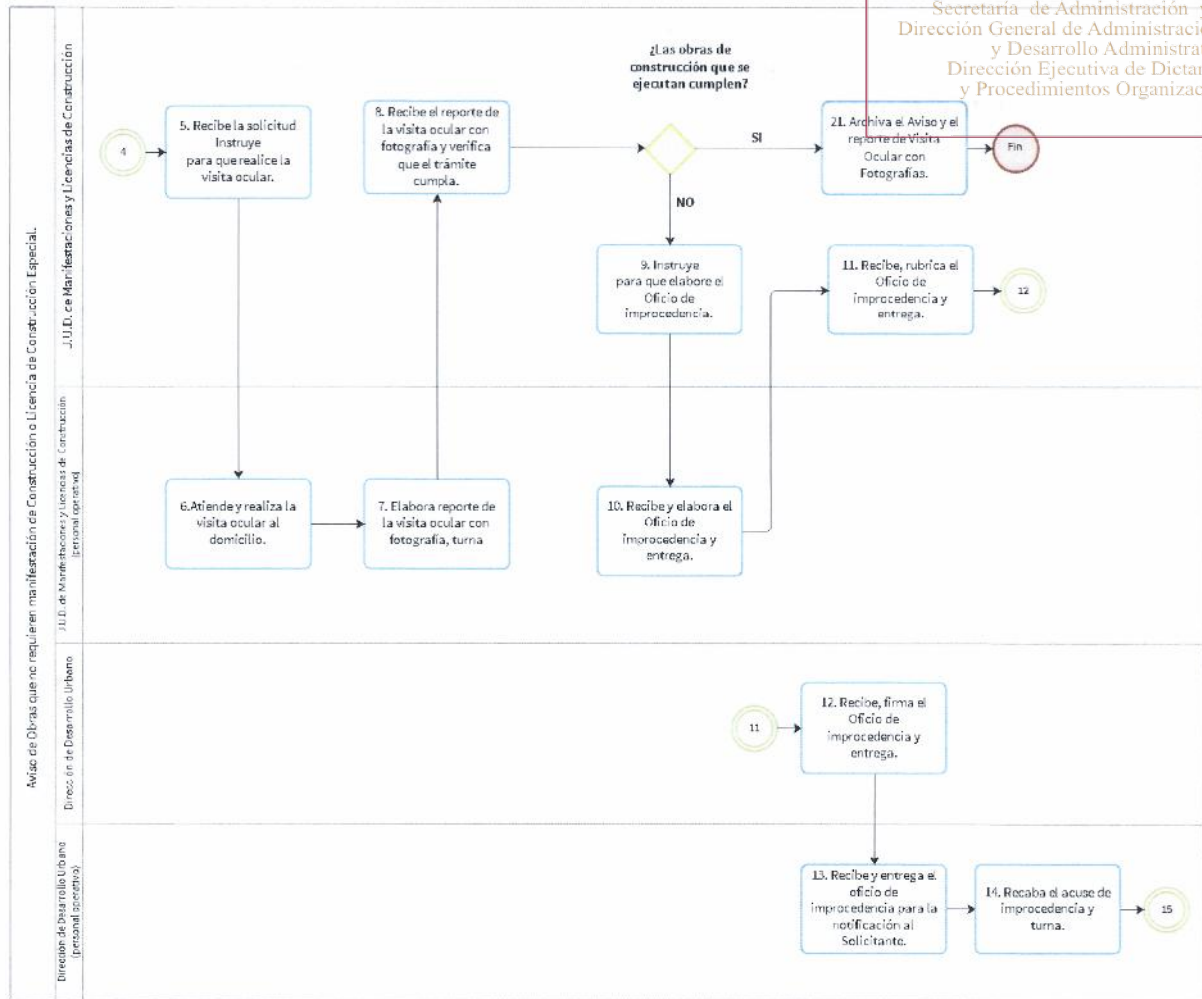 Secretaría de Administración
Dirección General de Administració
y Desarrollo Administrat
Dirección Ejecutiva de Dictam
y Procedimientos Organizac
Aviso de Obras que no requieren manifestación de Construcción o Licencia de Construcción Especial.
J.U.D. de Manifestaciones y Licencias de Construcción
4
5. Recibe la solicitud
Instruye
para que realice la
visita ocular.
8. Recibe el reporte de
la visita ocular con
fotografía y verifica
que el trámite
cumpla.
¿Las obras de
construcción que se
ejecutan cumplen?
SI
NO
21. Archiva el Aviso y el
reporte de Visita
Ocular con
Fotografías.
Fin
9. Instruye
para que elabore el
Oficio de
improcedencia.
11. Recibe, rubrica el
Oficio de
improcedencia y
entrega.
12
J.U.D. de Manifestaciones y Licencias de Construcción
(personal operativo)
6.Atiende y realiza la
visita ocular al
domicilio.
7. Elabora reporte de
la visita ocular con
fotografía, turna
10. Recibe y elabora el
Oficio de
improcedencia y
entrega.
Dirección de Desarrollo Urbano
11
12. Recibe, firma el
Oficio de
improcedencia y
entrega.
Dirección de Desarrollo Urbano
(personal operativo)
13. Recibe y entrega el
oficio de
improcedencia para la
notificación al
Solicitante.
14. Recaba el acuse de
improcedencia y
turna.
15